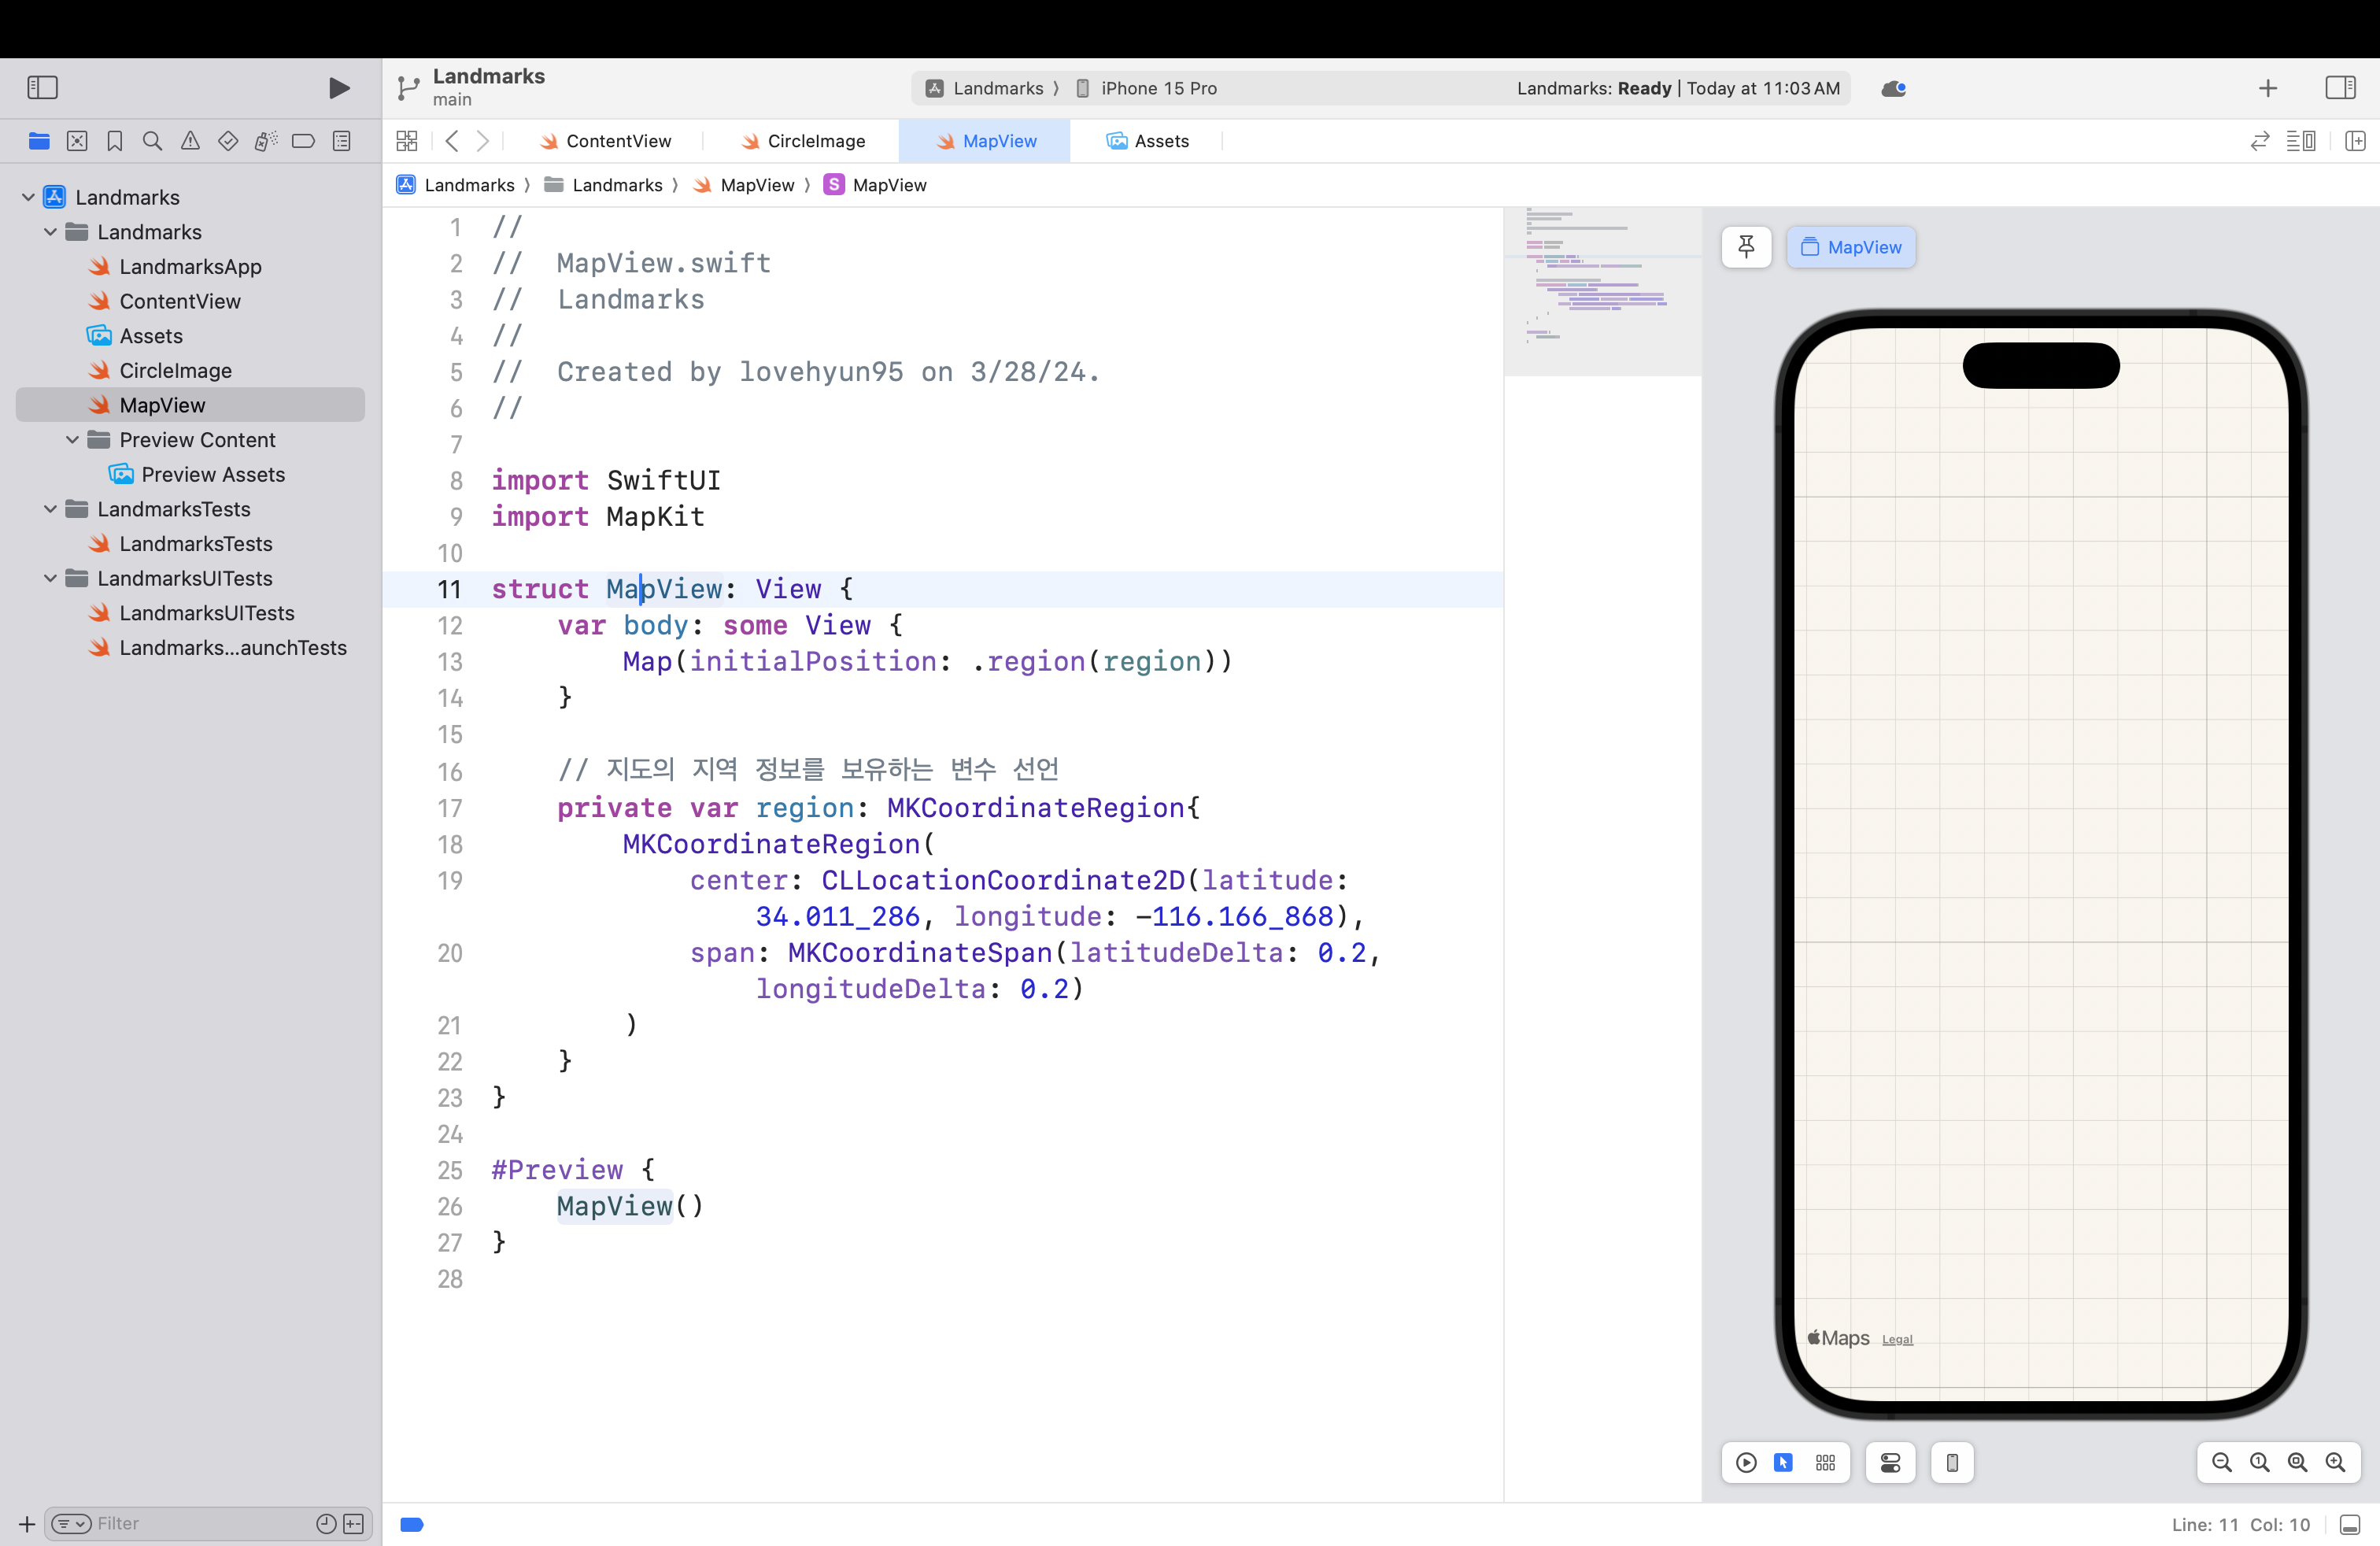 Landmarks
main
Landmarks 〉 iPhone 15 Pro
Landmarks: Ready | Today at 11:03 AM
ContentView
CircleImage
MapView
Assets
Landmarks 〉 Landmarks 〉 MapView 〉 S MapView
Landmarks
Landmarks
LandmarksApp
ContentView
Assets
CircleImage
MapView
Preview Content
Preview Assets
LandmarksTests
LandmarksTests
LandmarksUITests
LandmarksUITests
Landmarks...aunchTests
Filter
1 //
2 //  MapView.swift
3 //  Landmarks
4 //
5 //  Created by lovehyun95 on 3/28/24.
6 //
7
8 import SwiftUI
9 import MapKit
10
11 struct MapView: View {
12     var body: some View {
13         Map(initialPosition: .region(region))
14     }
15
16     // 지도의 지역 정보를 보유하는 변수 선언
17     private var region: MKCoordinateRegion{
18         MKCoordinateRegion(
19             center: CLLocationCoordinate2D(latitude:
34.011_286, longitude: -116.166_868),
20             span: MKCoordinateSpan(latitudeDelta: 0.2,
longitudeDelta: 0.2)
21         )
22     }
23 }
24
25 #Preview {
26     MapView()
27 }
28
MapView
Maps Legal
Line: 11 Col: 10